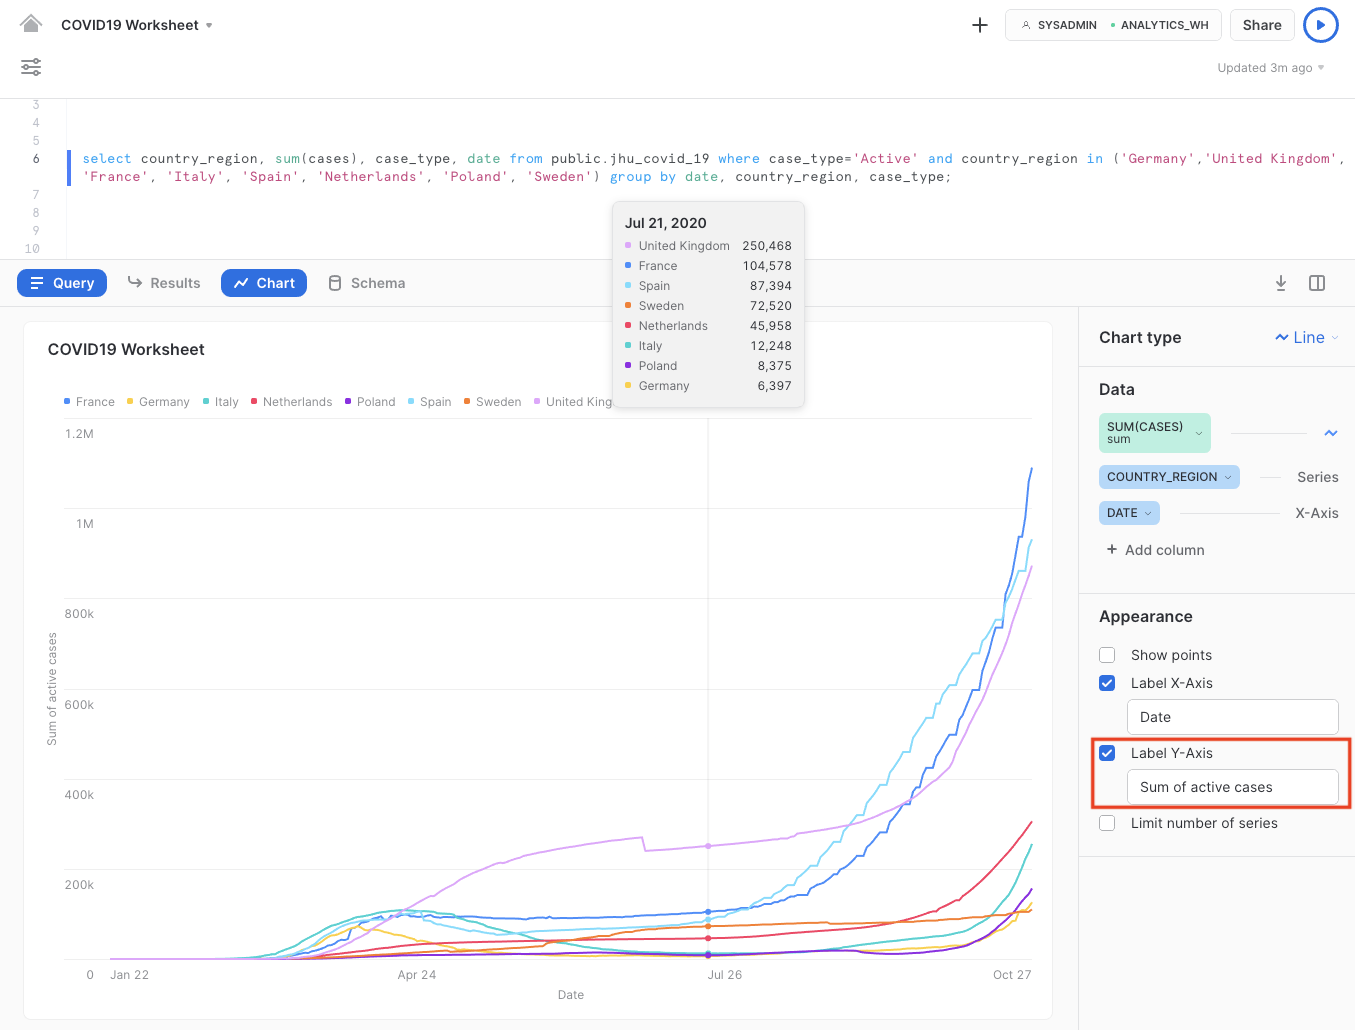 COVID19 Worksheet
SYSADMIN ANALYTICS_WH
Share
Updated 3m ago
3
4
5
6 select country_region, sum(cases), case_type, date from public.jhu_covid_19 where case_type='Active' and country_region in ('Germany','United Kingdom',
'France', 'Italy', 'Spain', 'Netherlands', 'Poland', 'Sweden') group by date, country_region, case_type;
7
8
9
10
Jul 21, 2020
United Kingdom 250,468
France 104,578
Spain 87,394
Sweden 72,520
Netherlands 45,958
Italy 12,248
Poland 8,375
Germany 6,397
Query Results Chart Schema
COVID19 Worksheet
France Germany Italy Netherlands Poland Spain Sweden United King
1.2M
1M
800k
600k
400k
200k
0
Sum of active cases
Jan 22 Apr 24 Jul 26 Oct 27
Date
Chart type Line
Data
SUM(CASES)
sum
COUNTRY_REGION Series
DATE X-Axis
+ Add column
Appearance
Show points
Label X-Axis
Date
Label Y-Axis
Sum of active cases
Limit number of series